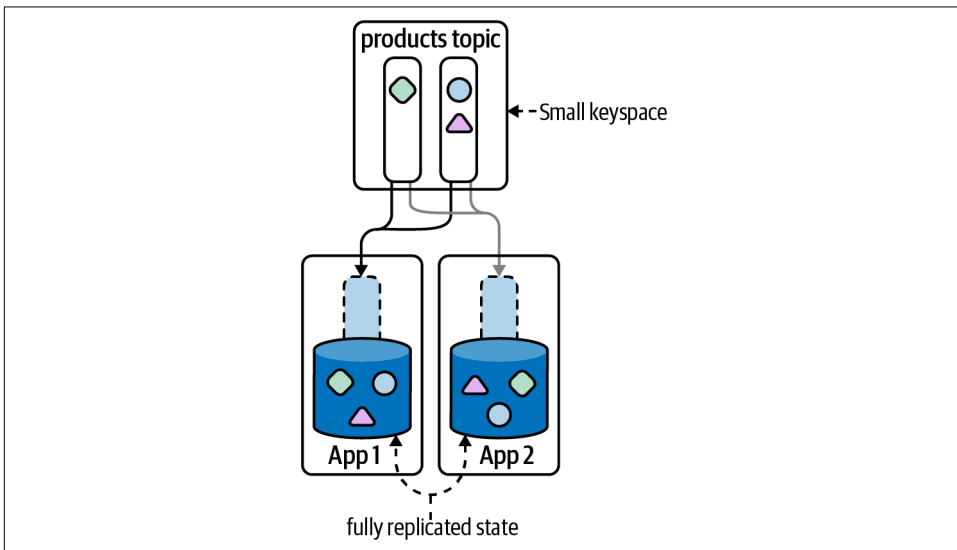 products topic
Small keyspace
App 1
App 2
fully replicated state